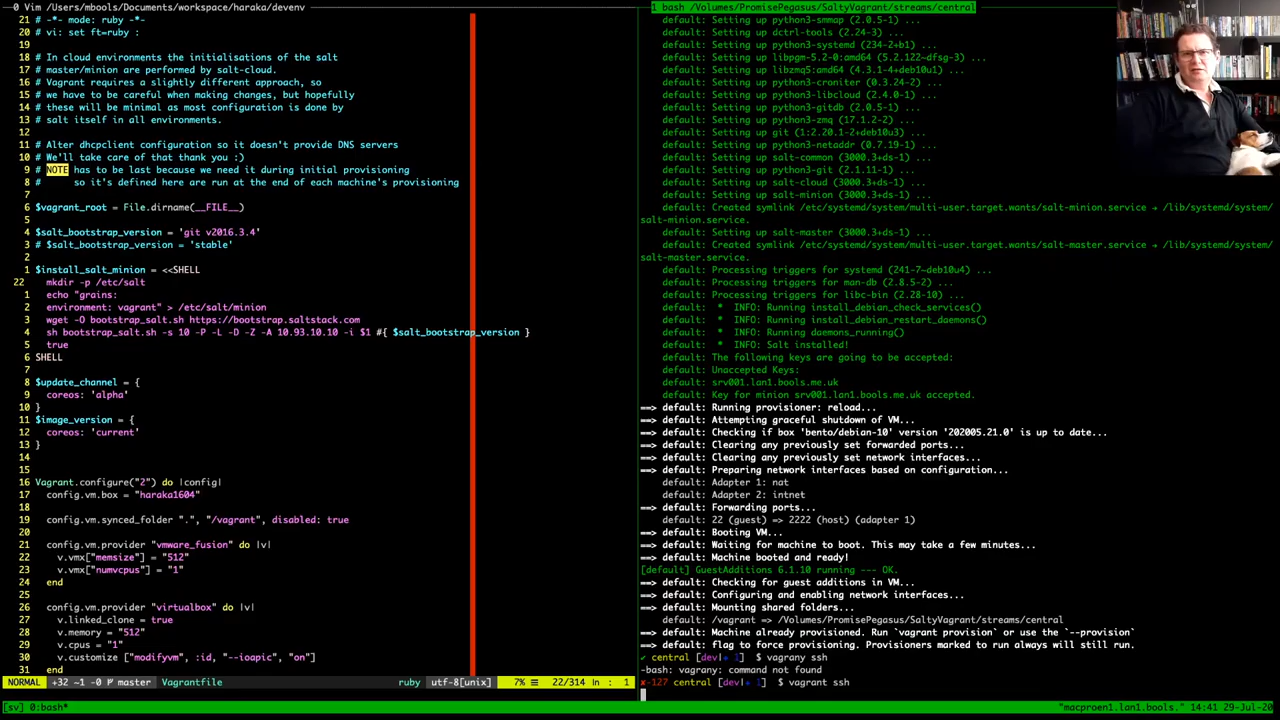 0 Vim /Users/mbools/Documents/workspace/haraka/devenv
21 # -*- mode: ruby -*-
20 # vi: set ft=ruby :
19
18 # In cloud environments the initialisations of the salt
17 # master/minion are performed by salt-cloud.
16 # Vagrant requires a slightly different approach, so
15 # we have to be careful when making changes, but hopefully
14 # these will be minimal as most configuration is done by
13 # salt itself in all environments.
12
11 # Alter dhcpclient configuration so it doesn't provide DNS servers
10 # We'll take care of that thank you :)
9 # NOTE has to be last because we need it during initial provisioning
8 # so it's defined here are run at the end of each machine's provisioning
7
6 $vagrant_root = File.dirname(__FILE__)
5
4 $salt_bootstrap_version = 'git v2016.3.4'
3 # $salt_bootstrap_version = 'stable'
2
1 $install_salt_minion = <<SHELL
22 mkdir -p /etc/salt
1 echo "grains:
2 environment: vagrant" > /etc/salt/minion
3 wget -O bootstrap_salt.sh https://bootstrap.saltstack.com
4 sh bootstrap_salt.sh -s 10 -P -L -D -Z -A 10.93.10.10 -i $1 #{ $salt_bootstrap_version }
5 true
6 SHELL
7
8 $update_channel = {
9 coreos: 'alpha'
10 }
11 $image_version = {
12 coreos: 'current'
13 }
14
15
16 Vagrant.configure("2") do |config|
17 config.vm.box = "haraka1604"
18
19 config.vm.synced_folder ".", "/vagrant", disabled: true
20
21 config.vm.provider "vmware_fusion" do |v|
22 v.vmx["memsize"] = "512"
23 v.vmx["numvcpus"] = "1"
24 end
25
26 config.vm.provider "virtualbox" do |v|
27 v.linked_clone = true
28 v.memory = "512"
29 v.cpus = "1"
30 v.customize ["modifyvm", :id, "--ioapic", "on"]
31 end
NORMAL +32 ~1 -0 master Vagrantfile ruby utf-8[unix] 7% ☰ 22/314 ln : 1
1 bash /Volumes/PromisePegasus/SaltyVagrant/streams/central
default: Setting up python3-smmap (2.0.5-1) ...
default: Setting up dctrl-tools (2.24-3) ...
default: Setting up python3-systemd (234-2+b1) ...
default: Setting up libpgm-5.2-0:amd64 (5.2.122~dfsg-3) ...
default: Setting up libzmq5:amd64 (4.3.1-4+deb10u1) ...
default: Setting up python3-croniter (0.3.24-2) ...
default: Setting up python3-libcloud (2.4.0-1) ...
default: Setting up python3-gitdb (2.0.5-1) ...
default: Setting up python3-zmq (17.1.2-2) ...
default: Setting up git (1:2.20.1-2+deb10u3) ...
default: Setting up python3-netaddr (0.7.19-1) ...
default: Setting up salt-common (3000.3+ds-1) ...
default: Setting up python3-git (2.1.11-1) ...
default: Setting up salt-cloud (3000.3+ds-1) ...
default: Setting up salt-minion (3000.3+ds-1) ...
default: Created symlink /etc/systemd/system/multi-user.target.wants/salt-minion.service → /lib/systemd/system/
salt-minion.service.
default: Setting up salt-master (3000.3+ds-1) ...
default: Created symlink /etc/systemd/system/multi-user.target.wants/salt-master.service → /lib/systemd/system/
salt-master.service.
default: Processing triggers for systemd (241-7~deb10u4) ...
default: Processing triggers for man-db (2.8.5-2) ...
default: Processing triggers for libc-bin (2.28-10) ...
default: * INFO: Running install_debian_check_services()
default: * INFO: Running install_debian_restart_daemons()
default: * INFO: Running daemons_running()
default: * INFO: Salt installed!
default: The following keys are going to be accepted:
default: Unaccepted Keys:
default: srv001.lan1.bools.me.uk
default: Key for minion srv001.lan1.bools.me.uk accepted.
==> default: Running provisioner: reload...
==> default: Attempting graceful shutdown of VM...
==> default: Checking if box 'bento/debian-10' version '202005.21.0' is up to date...
==> default: Clearing any previously set forwarded ports...
==> default: Clearing any previously set network interfaces...
==> default: Preparing network interfaces based on configuration...
default: Adapter 1: nat
default: Adapter 2: intnet
==> default: Forwarding ports...
default: 22 (guest) => 2222 (host) (adapter 1)
==> default: Booting VM...
==> default: Waiting for machine to boot. This may take a few minutes...
==> default: Machine booted and ready!
[default] GuestAdditions 6.1.10 running --- OK.
==> default: Checking for guest additions in VM...
==> default: Configuring and enabling network interfaces...
==> default: Mounting shared folders...
default: /vagrant => /Volumes/PromisePegasus/SaltyVagrant/streams/central
==> default: Machine already provisioned. Run `vagrant provision` or use the `--provision`
==> default: flag to force provisioning. Provisioners marked to run always will still run.
✔ central [dev|✚ 1] $ vagrany ssh
-bash: vagrany: command not found
✘-127 central [dev|✚ 1] $ vagrant ssh
[sv] 0:bash* "macproen1.lan1.bools." 14:41 29-Jul-20